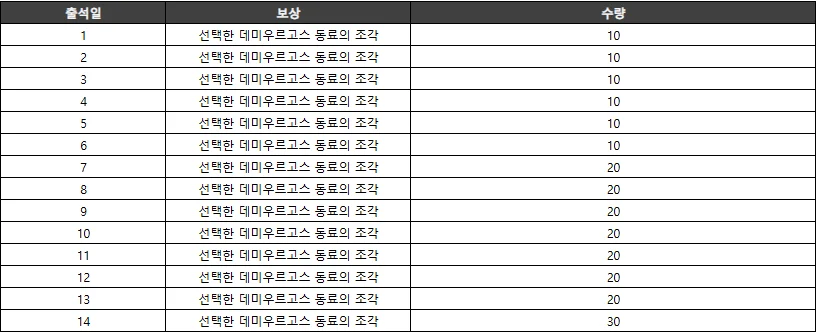 출석일 보상 수량
1 선택한 데미우르고스 동료의 조각 10
2 선택한 데미우르고스 동료의 조각 10
3 선택한 데미우르고스 동료의 조각 10
4 선택한 데미우르고스 동료의 조각 10
5 선택한 데미우르고스 동료의 조각 10
6 선택한 데미우르고스 동료의 조각 10
7 선택한 데미우르고스 동료의 조각 20
8 선택한 데미우르고스 동료의 조각 20
9 선택한 데미우르고스 동료의 조각 20
10 선택한 데미우르고스 동료의 조각 20
11 선택한 데미우르고스 동료의 조각 20
12 선택한 데미우르고스 동료의 조각 20
13 선택한 데미우르고스 동료의 조각 20
14 선택한 데미우르고스 동료의 조각 30